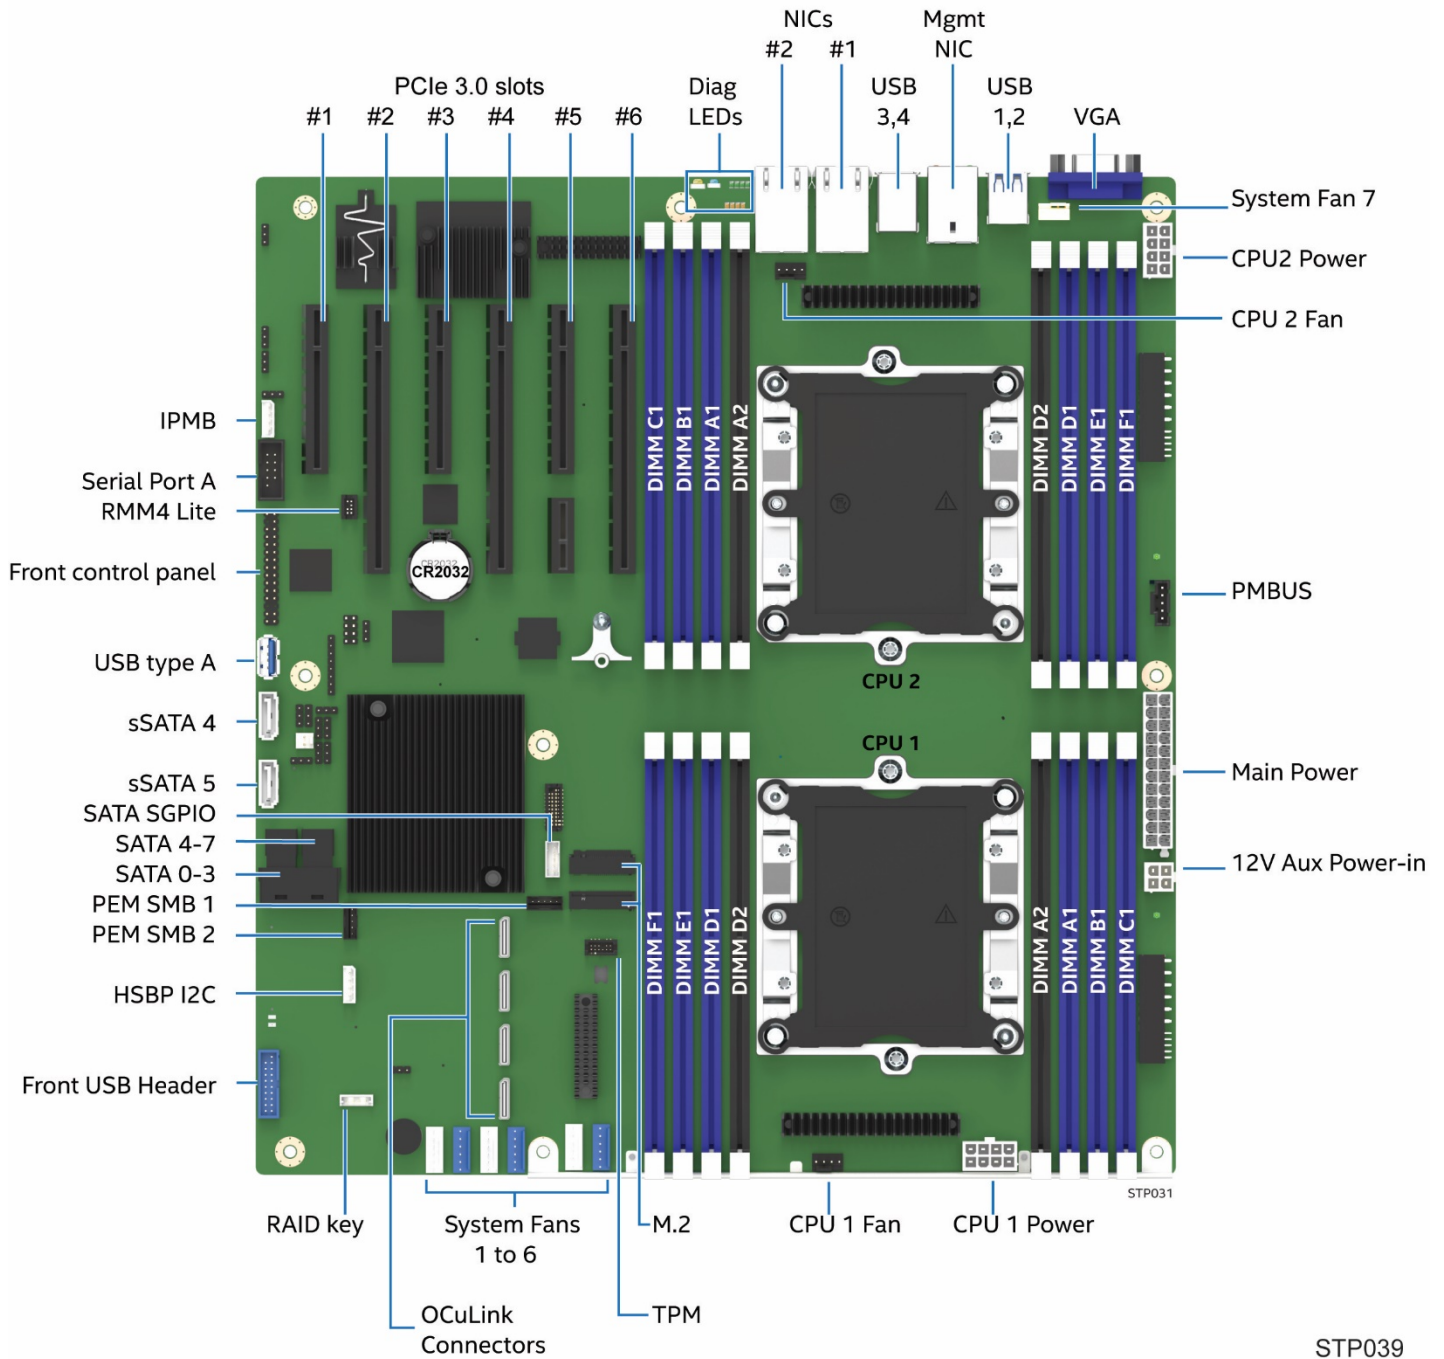 NICs
Mgmt
#2
#1
NIC
PCIe 3.0 slots
Diag
LEDs
USB
3,4
USB
1,2
VGA
#1
#2
#3
#4
#5
#6
System Fan 7
CPU2 Power
CPU 2 Fan
IPMB
Serial Port A
RMM4 Lite
Front control panel
USB type A
sSATA 4
sSATA 5
SATA SGPIO
SATA 4-7
SATA 0-3
PEM SMB 1
PEM SMB 2
HSBP I2C
Front USB Header
CR2032
CR2032
DIMM C1
DIMM B1
DIMM A1
DIMM A2
DIMM D2
DIMM D1
DIMM E1
DIMM F1
PMBUS
CPU 2
CPU 1
Main Power
12V Aux Power-in
DIMM F1
DIMM E1
DIMM D1
DIMM D2
DIMM A2
DIMM A1
DIMM B1
DIMM C1
STP031
RAID key
System Fans
1 to 6
M.2
CPU 1 Fan
CPU 1 Power
OCuLink
Connectors
TPM
STP039